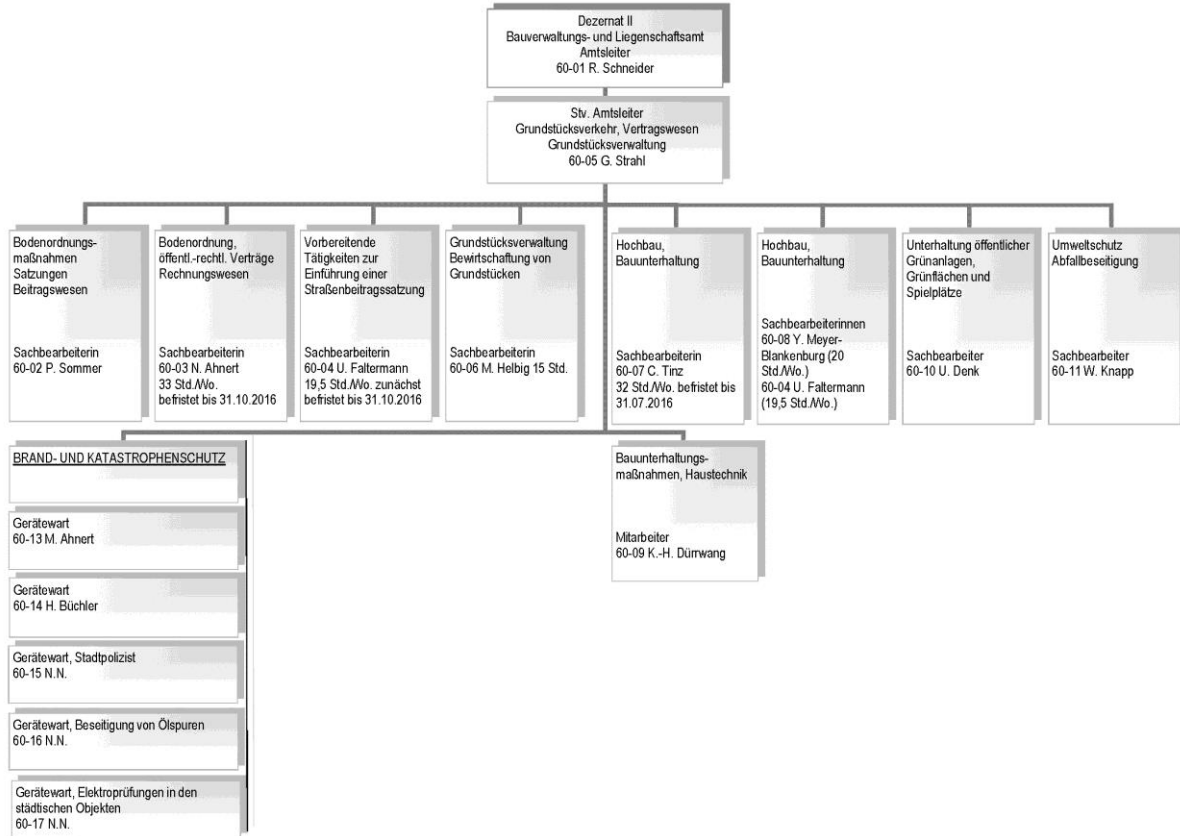 Dezernat II
Bauverwaltungs- und Liegenschaftsamt
Amtsleiter
60-01 R. Schneider
Stv. Amtsleiter
Grundstücksverkehr, Vertragswesen
Grundstücksverwaltung
60-05 G. Strahl
Bodenordnungs-
maßnahmen
Satzungen
Beitragswesen
Sachbearbeiterin
60-02 P. Sommer
Bodenordnung,
öffentl.-rechtl. Verträge
Rechnungswesen
Sachbearbeiterin
60-03 N. Ahnert
33 Std./Wo.
befristet bis 31.10.2016
Vorbereitende
Tätigkeiten zur
Einführung einer
Straßenbeitragssatzung
Sachbearbeiterin
60-04 U. Faltermann
19,5 Std./Wo. zunächst
befristet bis 31.10.2016
Grundstücksverwaltung
Bewirtschaftung von
Grundstücken
Sachbearbeiterin
60-06 M. Helbig 15 Std.
Hochbau,
Bauunterhaltung
Sachbearbeiterin
60-07 C. Tinz
32 Std./Wo. befristet bis
31.07.2016
Hochbau,
Bauunterhaltung
Sachbearbeiterinnen
60-08 Y. Meyer-
Blankenburg (20
Std./Wo.)
60-04 U. Faltermann
(19,5 Std./Wo.)
Unterhaltung öffentlicher
Grünanlagen,
Grünflächen und
Spielplätze
Sachbearbeiter
60-10 U. Denk
Umweltschutz
Abfallbeseitigung
Sachbearbeiter
60-11 W. Knapp
BRAND- UND KATASTROPHENSCHUTZ
Gerätewart
60-13 M. Ahnert
Gerätewart
60-14 H. Büchler
Gerätewart, Stadtpolizist
60-15 N.N.
Gerätewart, Beseitigung von Ölspuren
60-16 N.N.
Gerätewart, Elektroprüfungen in den
städtischen Objekten
60-17 N.N.
Bauunterhaltungs-
maßnahmen, Haustechnik
Mitarbeiter
60-09 K.-H. Dürrwang